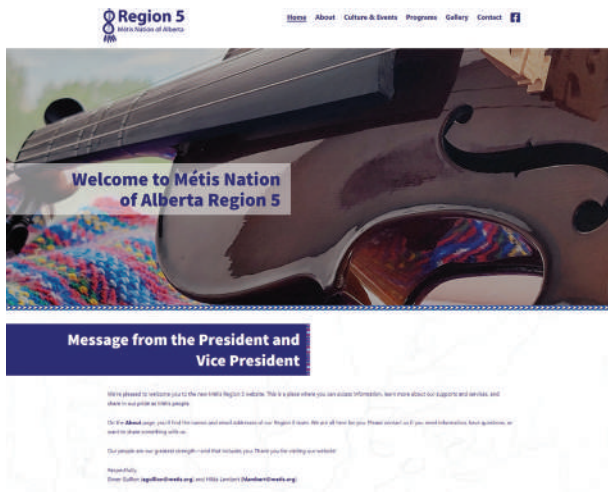 Region 5
Métis Nation of Alberta
Home About Culture & Events Programs Gallery Contact
Welcome to Métis Nation
of Alberta Region 5
Message from the President and
Vice President
We're pleased to welcome you to the new Métis Region 5 website. This is a place where you can access information, learn more about our supports and services, and
share in our pride as Métis people.
On the About page, you'll find the names and email addresses of our Region 5 team. We are all here for you. Please contact us if you need information, have questions, or
want to share something with us.
Our people are our greatest strength – and that includes you. Thank you for visiting our website!
Respectfully,
and Hilda Lambert (hlambert@metis.org)